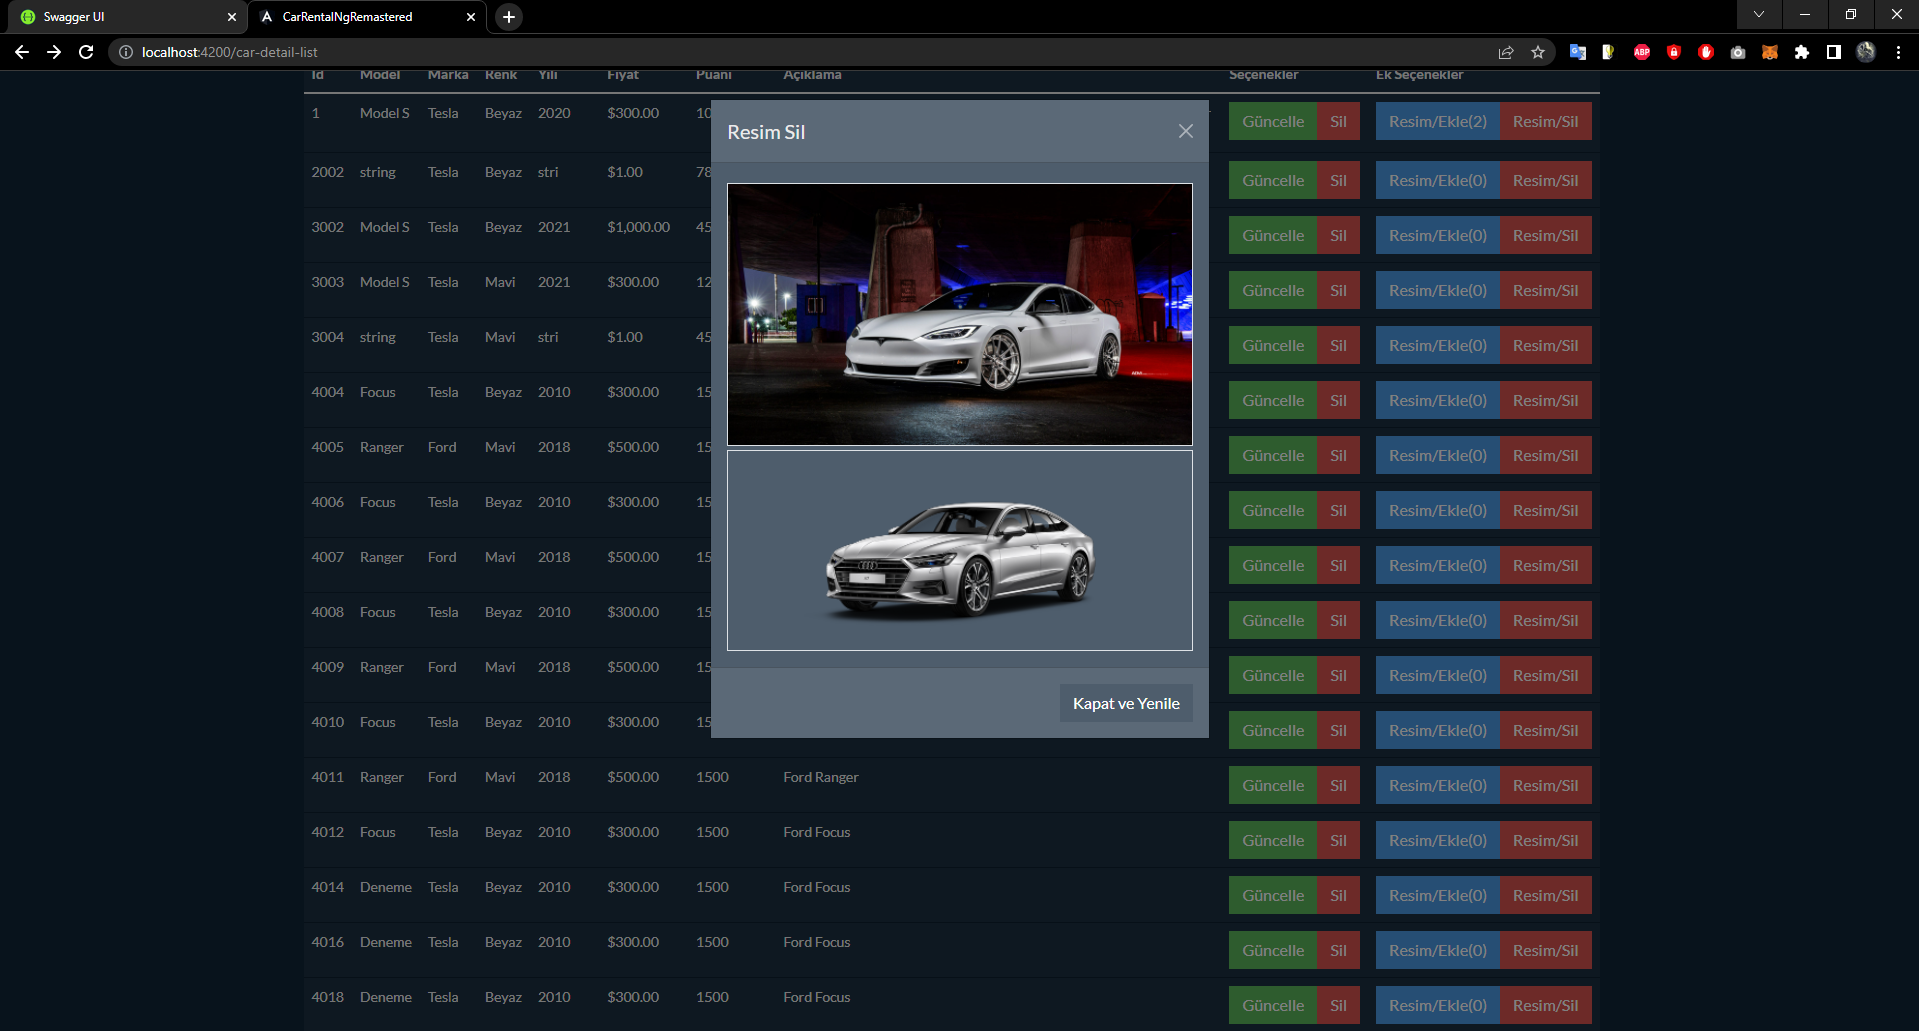 Swagger UI
CarRentalNgRemastered
localhost:4200/car-detail-list
Id Model Marka Renk Yılı Fiyat Puanı Açıklama Seçenekler Ek Seçenekler
1 Model S Tesla Beyaz 2020 $300.00 10 Güncelle Sil Resim/Ekle(2) Resim/Sil
Resim Sil
2002 string Tesla Beyaz stri $1.00 78 Güncelle Sil Resim/Ekle(0) Resim/Sil
3002 Model S Tesla Beyaz 2021 $1,000.00 45 Güncelle Sil Resim/Ekle(0) Resim/Sil
3003 Model S Tesla Mavi 2021 $300.00 12 Güncelle Sil Resim/Ekle(0) Resim/Sil
3004 string Tesla Mavi stri $1.00 45 Güncelle Sil Resim/Ekle(0) Resim/Sil
4004 Focus Tesla Beyaz 2010 $300.00 15 Güncelle Sil Resim/Ekle(0) Resim/Sil
4005 Ranger Ford Mavi 2018 $500.00 15 Güncelle Sil Resim/Ekle(0) Resim/Sil
4006 Focus Tesla Beyaz 2010 $300.00 15 Güncelle Sil Resim/Ekle(0) Resim/Sil
4007 Ranger Ford Mavi 2018 $500.00 15 Güncelle Sil Resim/Ekle(0) Resim/Sil
4008 Focus Tesla Beyaz 2010 $300.00 15 Güncelle Sil Resim/Ekle(0) Resim/Sil
4009 Ranger Ford Mavi 2018 $500.00 15 Güncelle Sil Resim/Ekle(0) Resim/Sil
Kapat ve Yenile
4010 Focus Tesla Beyaz 2010 $300.00 15 Güncelle Sil Resim/Ekle(0) Resim/Sil
4011 Ranger Ford Mavi 2018 $500.00 1500 Ford Ranger Güncelle Sil Resim/Ekle(0) Resim/Sil
4012 Focus Tesla Beyaz 2010 $300.00 1500 Ford Focus Güncelle Sil Resim/Ekle(0) Resim/Sil
4014 Deneme Tesla Beyaz 2010 $300.00 1500 Ford Focus Güncelle Sil Resim/Ekle(0) Resim/Sil
4016 Deneme Tesla Beyaz 2010 $300.00 1500 Ford Focus Güncelle Sil Resim/Ekle(0) Resim/Sil
4018 Deneme Tesla Beyaz 2010 $300.00 1500 Ford Focus Güncelle Sil Resim/Ekle(0) Resim/Sil